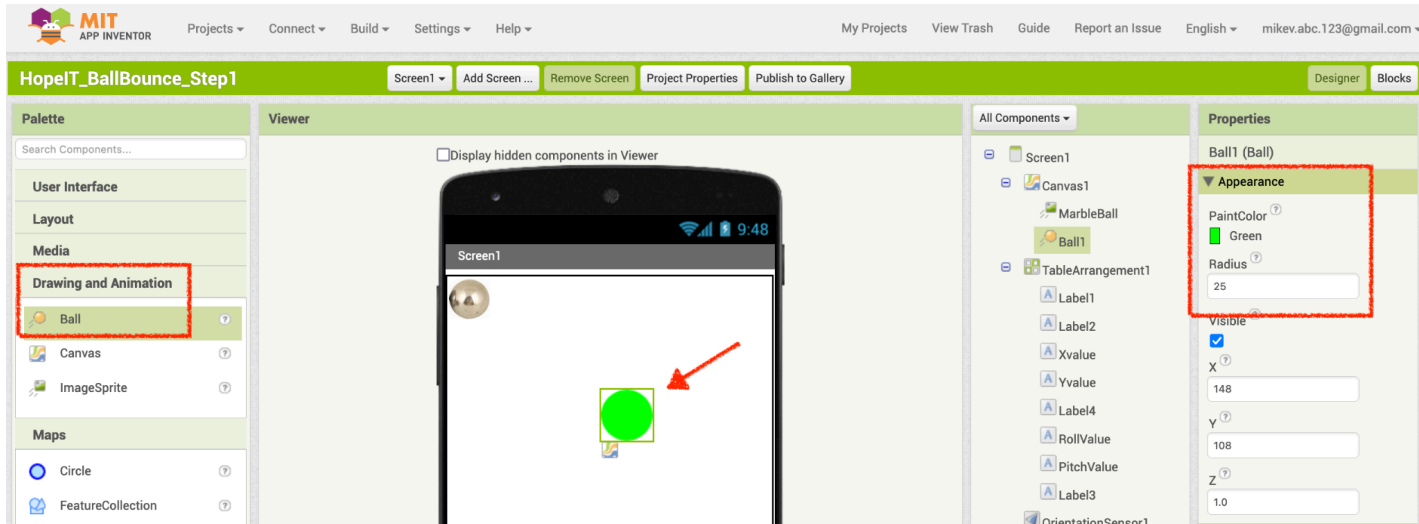 MIT
APP INVENTOR
Projects
Connect
Build
Settings
Help
My Projects
View Trash
Guide
Report an Issue
English
mikev.abc.123@gmail.com
HopeIT_BallBounce_Step1
Screen1
Add Screen ...
Remove Screen
Project Properties
Publish to Gallery
Designer
Blocks
Palette
Search Components...
User Interface
Layout
Media
Drawing and Animation
Ball
?
Canvas
?
ImageSprite
?
Maps
Circle
?
FeatureCollection
?
Viewer
Display hidden components in Viewer
9:48
Screen1
All Components
Screen1
Canvas1
MarbleBall
Ball1
TableArrangement1
A Label1
A Label2
A Xvalue
A Yvalue
A Label4
A RollValue
A PitchValue
A Label3
OrientationSensor1
Properties
Ball1 (Ball)
Appearance
PaintColor ?
Green
Radius ?
25
Visible ?
X ?
148
Y ?
108
Z ?
1.0